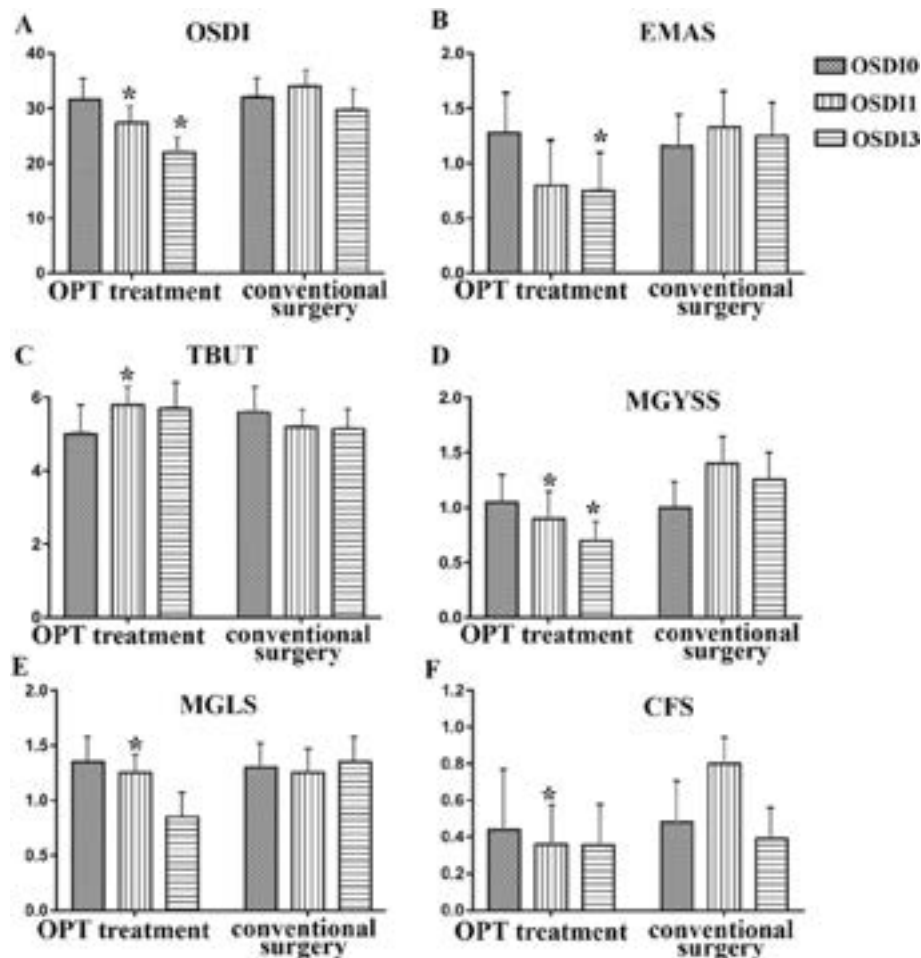 A
OSDI
40
30
20
10
0
*
*
OPT treatment
conventional
surgery
B
EMAS
2.0
1.5
1.0
0.5
0.0
*
OPT treatment
conventional
surgery
OSDI0
OSDI1
OSDI3
C
TBUT
6
4
2
0
*
OPT treatment
conventional
surgery
D
MGYSS
2.0
1.5
1.0
0.5
0.0
*
*
OPT treatment
conventional
surgery
E
MGLS
2.0
1.5
1.0
0.5
0.0
*
OPT treatment
conventional
surgery
F
CFS
1.2
1.0
0.8
0.6
0.4
0.2
0.0
*
OPT treatment
conventional
surgery